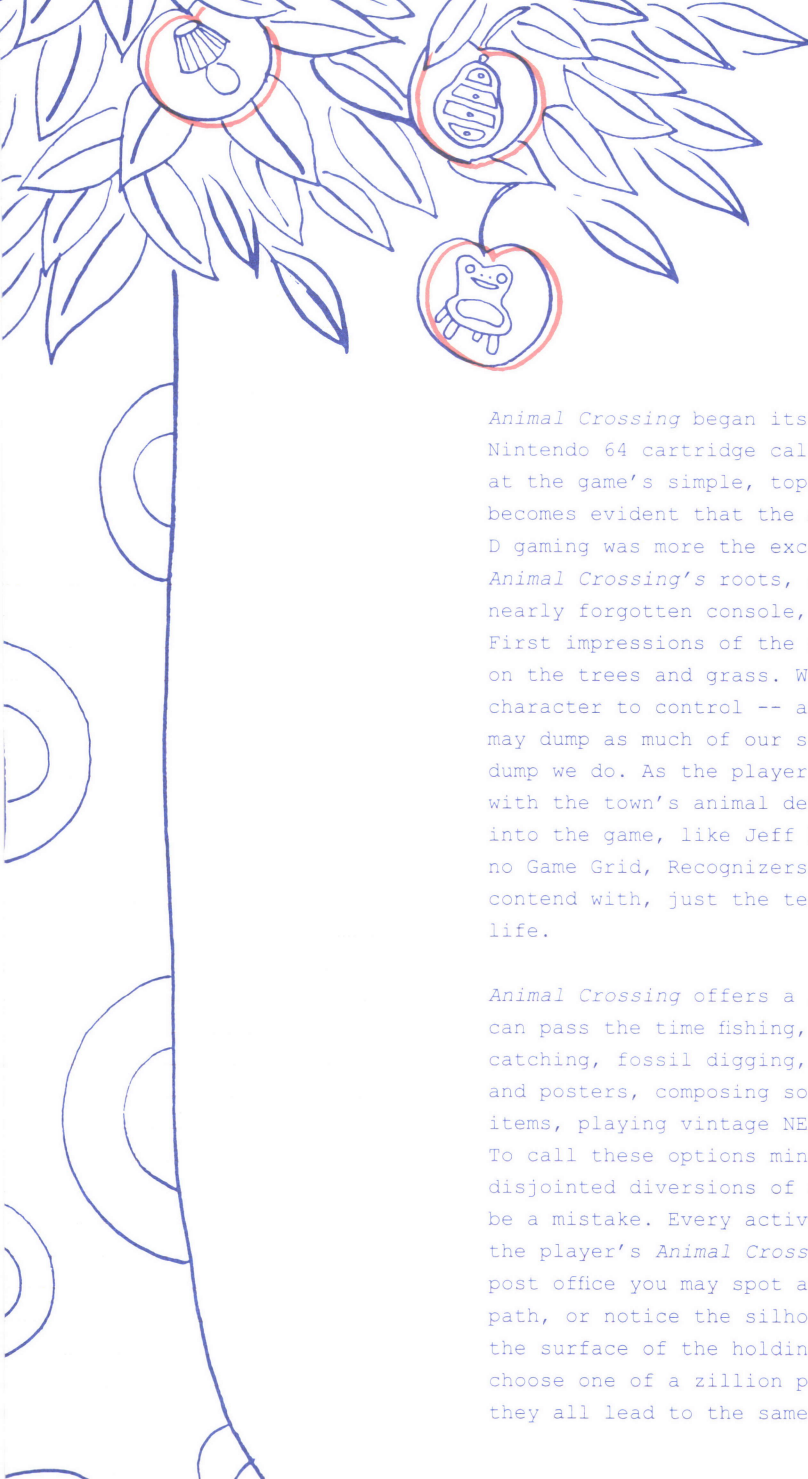 Animal Crossing began its
Nintendo 64 cartridge cal
at the game's simple, top
becomes evident that the
D gaming was more the exc
Animal Crossing's roots,
nearly forgotten console,
First impressions of the
on the trees and grass. W
character to control -- a
may dump as much of our s
dump we do. As the player
with the town's animal de
into the game, like Jeff
no Game Grid, Recognizers
contend with, just the te
life.

Animal Crossing offers a
can pass the time fishing,
catching, fossil digging,
and posters, composing so
items, playing vintage NE
To call these options min
disjointed diversions of
be a mistake. Every activ
the player's Animal Cross
post office you may spot a
path, or notice the silho
the surface of the holdin
choose one of a zillion p
they all lead to the same